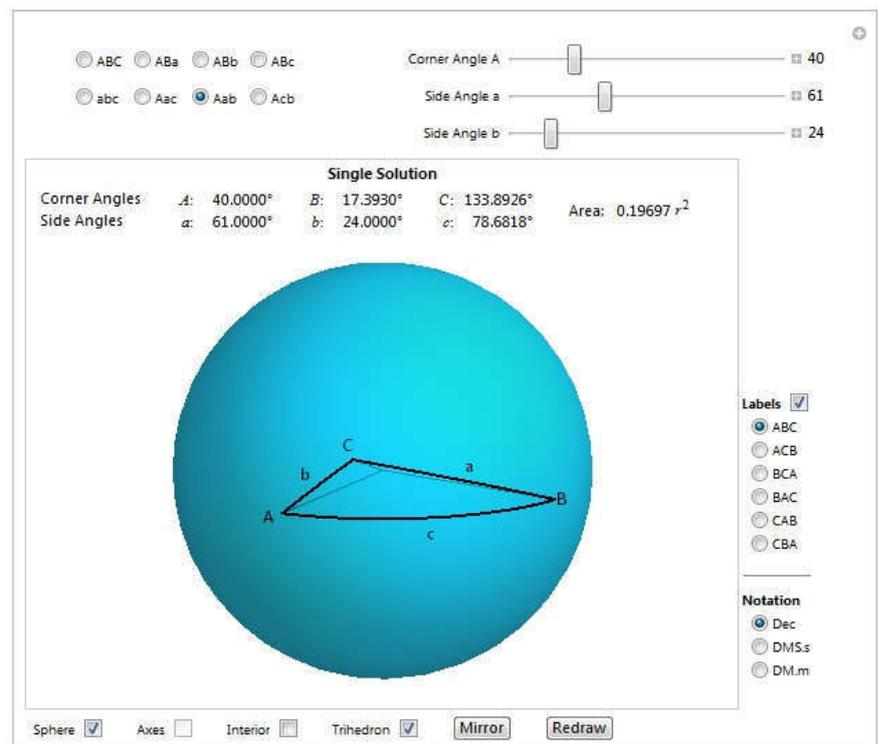 ABC ABa ABb ABc
abc Aac Aab Acb
Corner Angle A 40
Side Angle a 61
Side Angle b 24
Single Solution
Corner Angles A: 40.0000° B: 17.3930° C: 133.8926°
Side Angles a: 61.0000° b: 24.0000° c: 78.6818°
Area: 0.19697 r²
C
b
a
A
B
c
Labels
ABC
ACB
BCA
BAC
CAB
CBA
Notation
Dec
DMS.s
DM.m
Sphere Axes Interior Trihedron Mirror Redraw